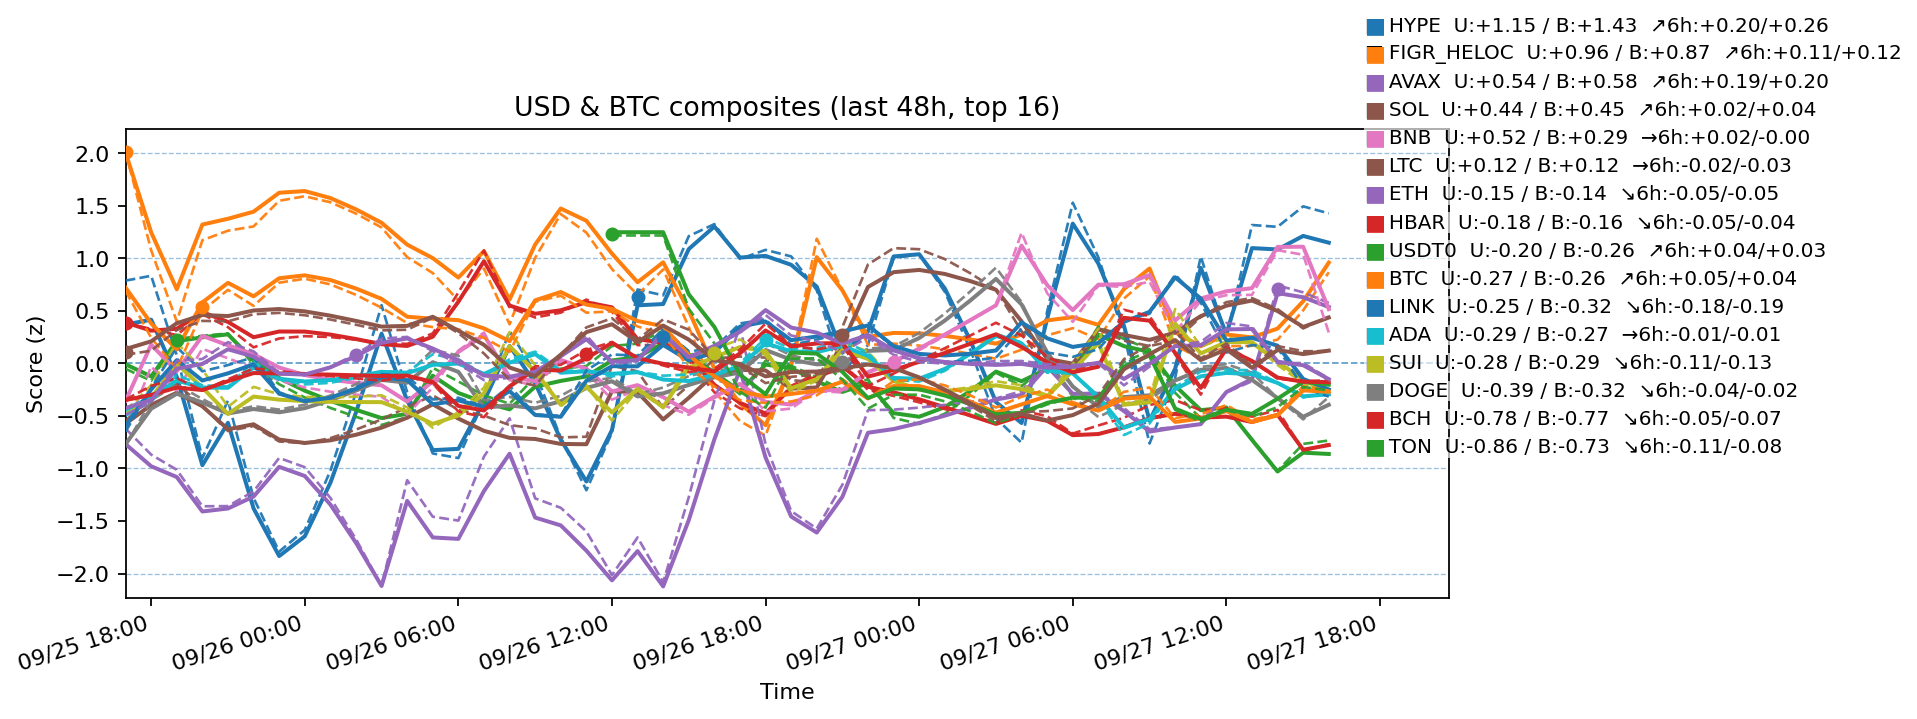 HYPE  U:+1.15 / B:+1.43  ↗6h:+0.20/+0.26
FIGR_HELOC  U:+0.96 / B:+0.87  ↗6h:+0.11/+0.12
AVAX  U:+0.54 / B:+0.58  ↗6h:+0.19/+0.20
SOL  U:+0.44 / B:+0.45  ↗6h:+0.02/+0.04
BNB  U:+0.52 / B:+0.29  →6h:+0.02/-0.00
LTC  U:+0.12 / B:+0.12  →6h:-0.02/-0.03
ETH  U:-0.15 / B:-0.14  ↘6h:-0.05/-0.05
HBAR  U:-0.18 / B:-0.16  ↘6h:-0.05/-0.04
USDT0  U:-0.20 / B:-0.26  ↗6h:+0.04/+0.03
BTC  U:-0.27 / B:-0.26  ↗6h:+0.05/+0.04
LINK  U:-0.25 / B:-0.32  ↘6h:-0.18/-0.19
ADA  U:-0.29 / B:-0.27  →6h:-0.01/-0.01
SUI  U:-0.28 / B:-0.29  ↘6h:-0.11/-0.13
DOGE  U:-0.39 / B:-0.32  ↘6h:-0.04/-0.02
BCH  U:-0.78 / B:-0.77  ↘6h:-0.05/-0.07
TON  U:-0.86 / B:-0.73  ↘6h:-0.11/-0.08
USD & BTC composites (last 48h, top 16)
Score (z)
2.0
1.5
1.0
0.5
0.0
−0.5
−1.0
−1.5
−2.0
09/25 18:00
09/26 00:00
09/26 06:00
09/26 12:00
09/26 18:00
09/27 00:00
09/27 06:00
09/27 12:00
09/27 18:00
Time